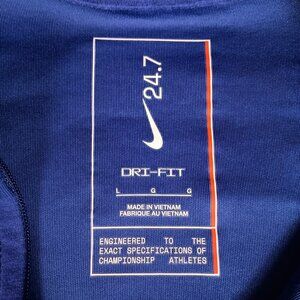 24.7
DRI-FIT
L G G
MADE IN VIETNAM
FABRIQUÉ AU VIETNAM
ENGINEERED TO THE
EXACT SPECIFICATIONS OF
CHAMPIONSHIP ATHLETES